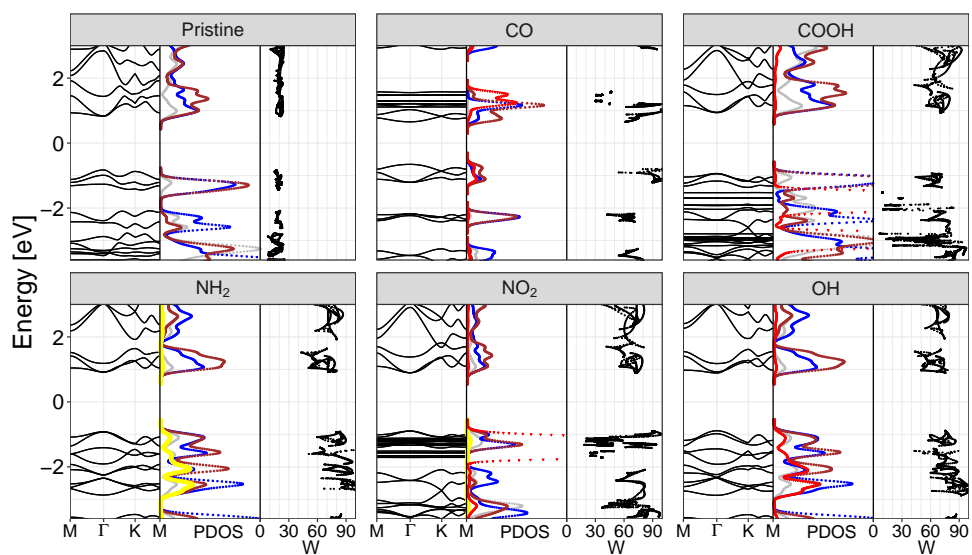 Pristine CO COOH
2
0
−2
NH₂ NO₂ OH
2
0
−2
Energy [eV]
M Γ K M PDOS 0 30 60 90 M Γ K M PDOS 0 30 60 90 M Γ K M PDOS 0 30 60 90
W W W